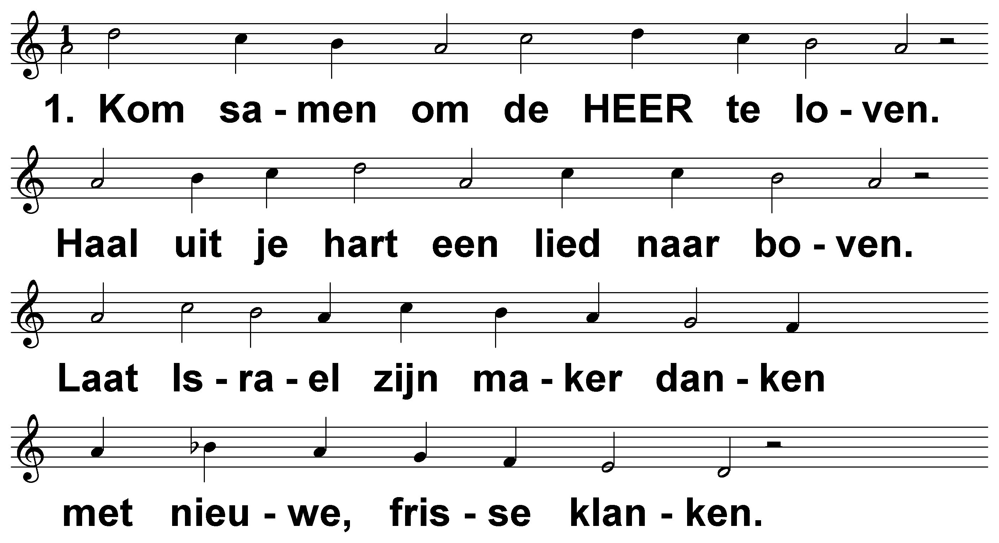 1
1. Kom sa - men om de HEER te lo - ven.
Haal uit je hart een lied naar bo - ven.
Laat Is - ra - el zijn ma - ker dan - ken
met nieu - we, fris - se klan - ken.